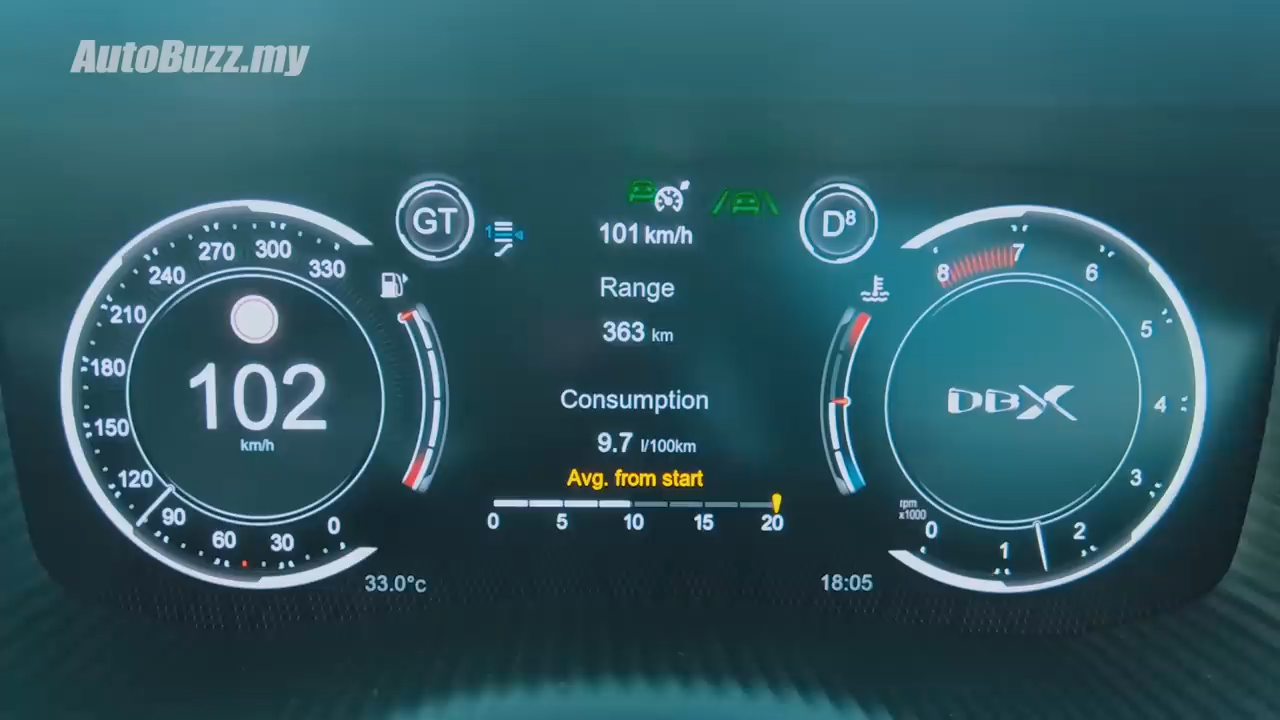 AutoBuzz.my
GT
1
101 km/h
D8
Range
363 km
Consumption
9.7 l/100km
Avg. from start
0 5 10 15 20
330
300
270
240
210
180
150
120
90
60
30
0
102
km/h
33.0°c
18:05
8
7
6
5
4
3
2
1
0
rpm
x1000
DBX